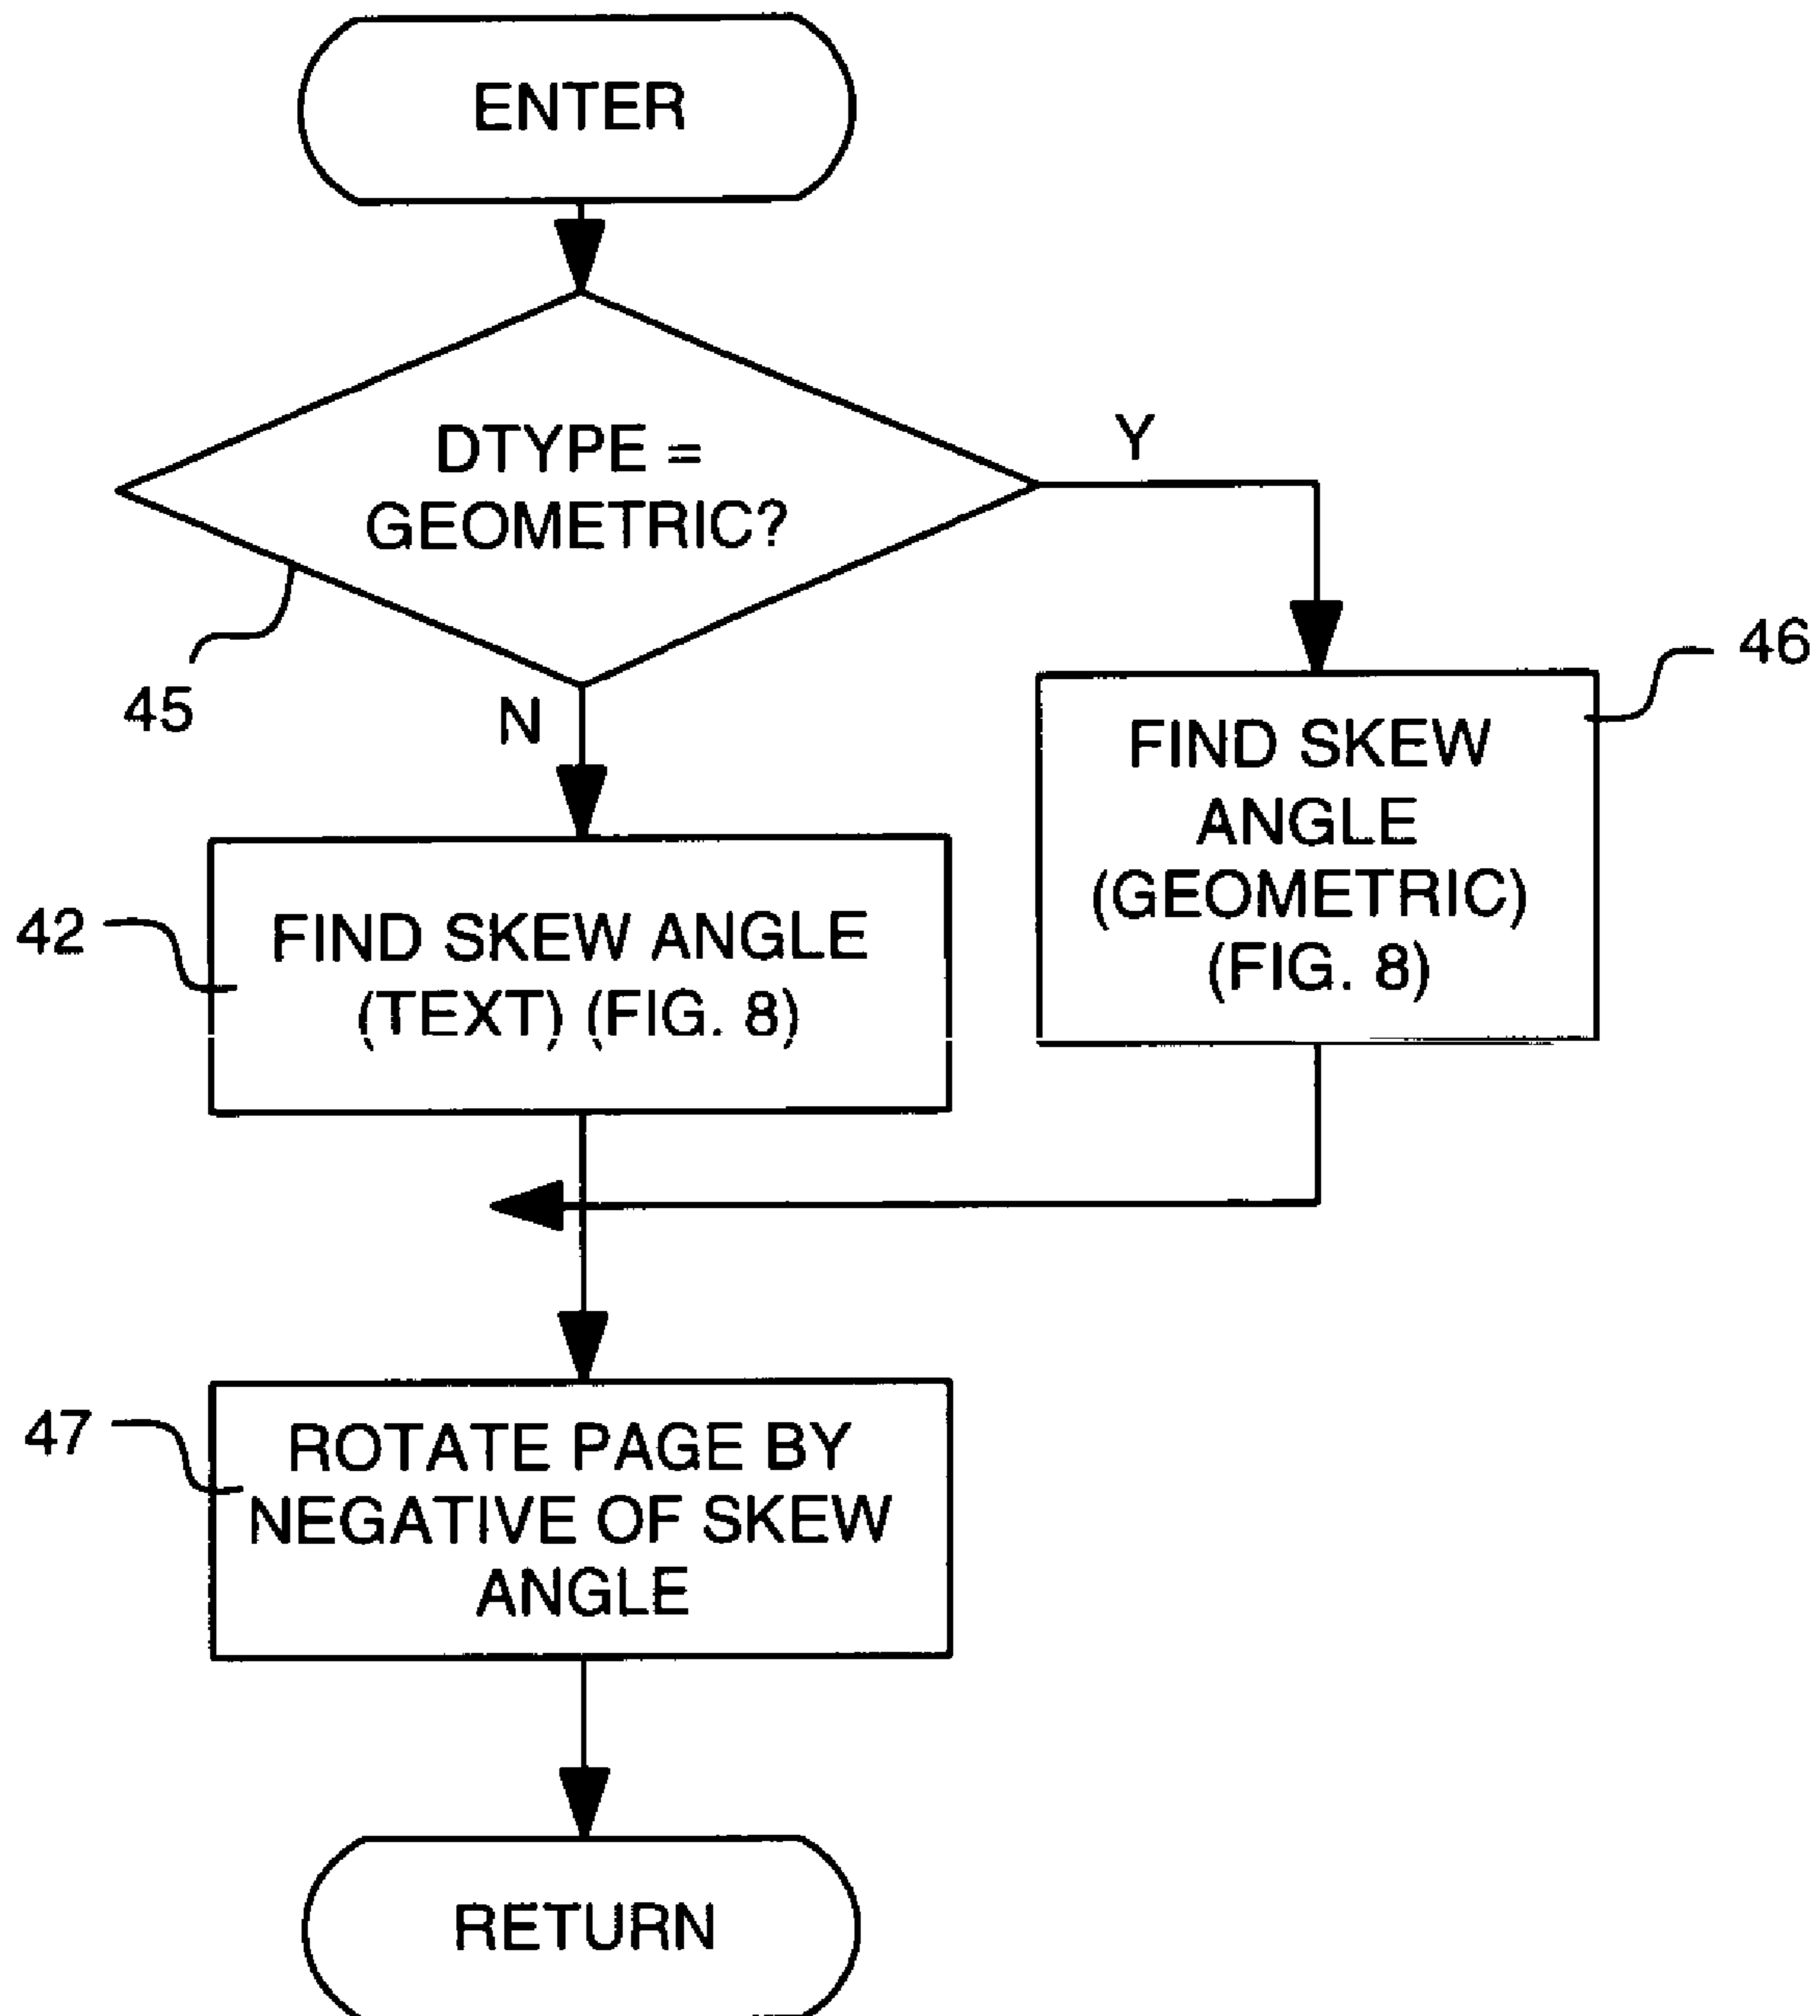 ENTER
DTYPE =
GEOMETRIC?
Y
45
N
46
FIND SKEW
ANGLE
(GEOMETRIC)
(FIG. 8)
42
FIND SKEW ANGLE
(TEXT) (FIG. 8)
47
ROTATE PAGE BY
NEGATIVE OF SKEW
ANGLE
RETURN